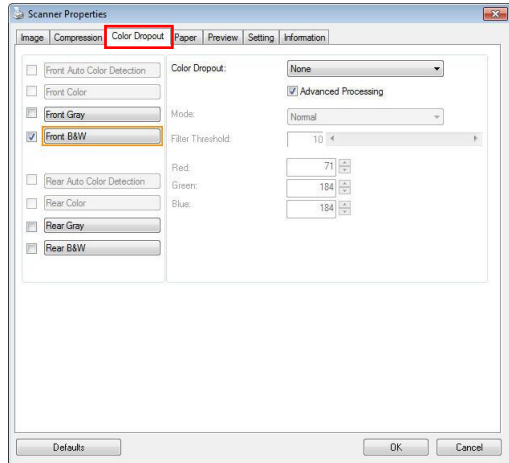 Scanner Properties
Image Compression Color Dropout Paper Preview Setting Information
Front Auto Color Detection
Front Color
Front Gray
Front B&W
Rear Auto Color Detection
Rear Color
Rear Gray
Rear B&W
Color Dropout: None
Advanced Processing
Mode: Normal
Filter Threshold: 10
Red: 71
Green: 184
Blue: 184
Defaults OK Cancel